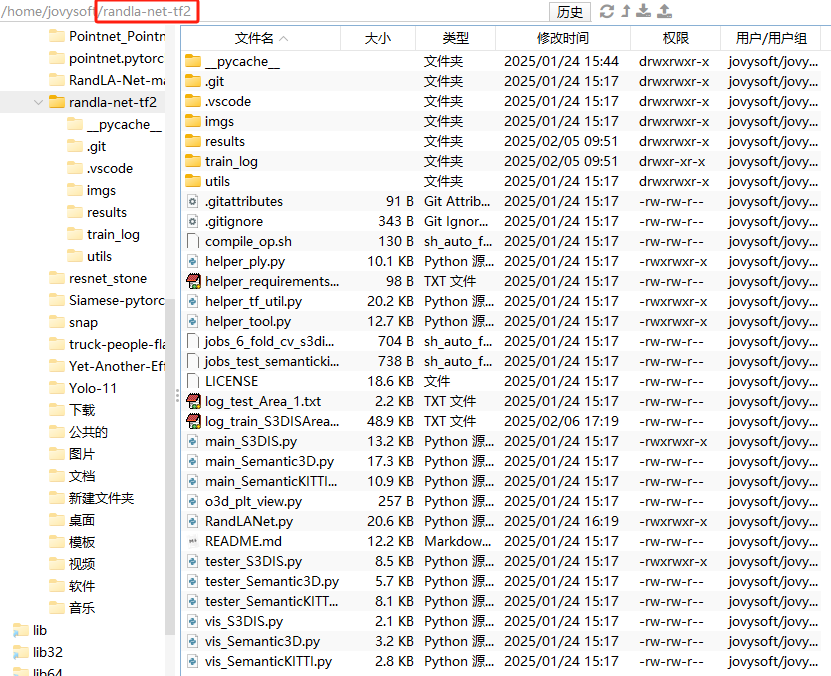 /home/jovysoft/randla-net-tf2 历史
Pointnet_Pointn
pointnet.pytorc
RandLA-Net-ma
randla-net-tf2
__pycache__
.git
.vscode
imgs
results
train_log
utils
resnet_stone
Siamese-pytorc
snap
truck-people-fla
Yet-Another-Eff
Yolo-11
下载
公共的
图片
文档
新建文件夹
桌面
模板
视频
软件
音乐
lib
lib32
lib64
文件名 大小 类型 修改时间 权限 用户/用户组
__pycache__ 文件夹 2025/01/24 15:44 drwxrwxr-x jovysoft/jovy...
.git 文件夹 2025/01/24 15:17 drwxrwxr-x jovysoft/jovy...
.vscode 文件夹 2025/01/24 15:17 drwxrwxr-x jovysoft/jovy...
imgs 文件夹 2025/01/24 15:17 drwxrwxr-x jovysoft/jovy...
results 文件夹 2025/02/05 09:51 drwxrwxr-x jovysoft/jovy...
train_log 文件夹 2025/02/05 09:51 drwxr-xr-x jovysoft/jovy...
utils 文件夹 2025/01/24 15:17 drwxrwxr-x jovysoft/jovy...
.gitattributes 91 B Git Attrib... 2025/01/24 15:17 -rw-rw-r-- jovysoft/jovy...
.gitignore 343 B Git Ignor... 2025/01/24 15:17 -rw-rw-r-- jovysoft/jovy...
compile_op.sh 130 B sh_auto_f... 2025/01/24 15:17 -rw-rw-r-- jovysoft/jovy...
helper_ply.py 10.1 KB Python 源... 2025/01/24 15:17 -rwxrwxr-x jovysoft/jovy...
helper_requirements... 98 B TXT 文件 2025/01/24 15:17 -rw-rw-r-- jovysoft/jovy...
helper_tf_util.py 20.2 KB Python 源... 2025/01/24 15:17 -rwxrwxr-x jovysoft/jovy...
helper_tool.py 12.7 KB Python 源... 2025/01/24 15:17 -rwxrwxr-x jovysoft/jovy...
jobs_6_fold_cv_s3di... 704 B sh_auto_f... 2025/01/24 15:17 -rw-rw-r-- jovysoft/jovy...
jobs_test_semanticki... 738 B sh_auto_f... 2025/01/24 15:17 -rw-rw-r-- jovysoft/jovy...
LICENSE 18.6 KB 文件 2025/01/24 15:17 -rw-rw-r-- jovysoft/jovy...
log_test_Area_1.txt 2.2 KB TXT 文件 2025/01/24 15:17 -rw-rw-r-- jovysoft/jovy...
log_train_S3DISArea... 48.9 KB TXT 文件 2025/02/06 17:19 -rw-rw-r-- jovysoft/jovy...
main_S3DIS.py 13.2 KB Python 源... 2025/01/24 15:17 -rwxrwxr-x jovysoft/jovy...
main_Semantic3D.py 17.3 KB Python 源... 2025/01/24 15:17 -rw-rw-r-- jovysoft/jovy...
main_SemanticKITTI... 10.9 KB Python 源... 2025/01/24 15:17 -rw-rw-r-- jovysoft/jovy...
o3d_plt_view.py 257 B Python 源... 2025/01/24 15:17 -rw-rw-r-- jovysoft/jovy...
RandLANet.py 20.6 KB Python 源... 2025/01/24 16:19 -rwxrwxr-x jovysoft/jovy...
README.md 12.2 KB Markdow... 2025/01/24 15:17 -rw-rw-r-- jovysoft/jovy...
tester_S3DIS.py 8.5 KB Python 源... 2025/01/24 15:17 -rwxrwxr-x jovysoft/jovy...
tester_Semantic3D.py 5.7 KB Python 源... 2025/01/24 15:17 -rw-rw-r-- jovysoft/jovy...
tester_SemanticKITT... 8.1 KB Python 源... 2025/01/24 15:17 -rw-rw-r-- jovysoft/jovy...
vis_S3DIS.py 2.1 KB Python 源... 2025/01/24 15:17 -rw-rw-r-- jovysoft/jovy...
vis_Semantic3D.py 3.2 KB Python 源... 2025/01/24 15:17 -rw-rw-r-- jovysoft/jovy...
vis_SemanticKITTI.py 2.8 KB Python 源... 2025/01/24 15:17 -rw-rw-r-- jovysoft/jovy...